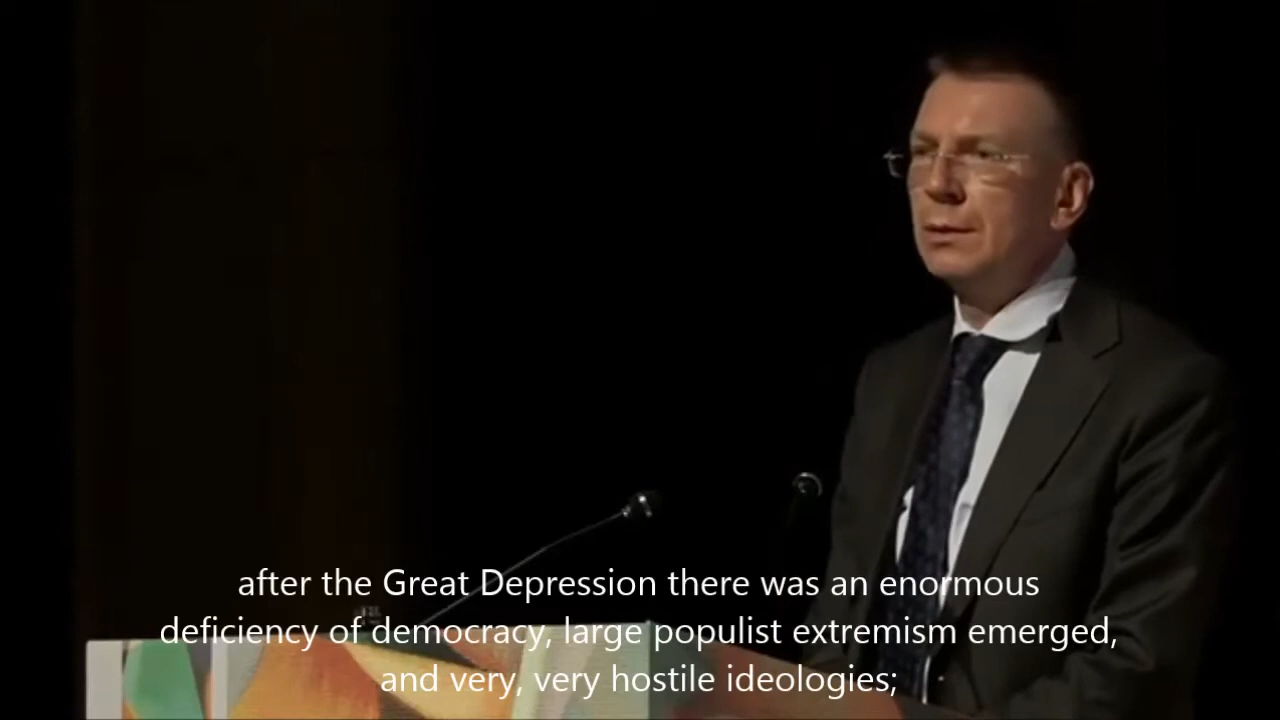 after the Great Depression there was an enormous
deficiency of democracy, large populist extremism emerged,
and very, very hostile ideologies;